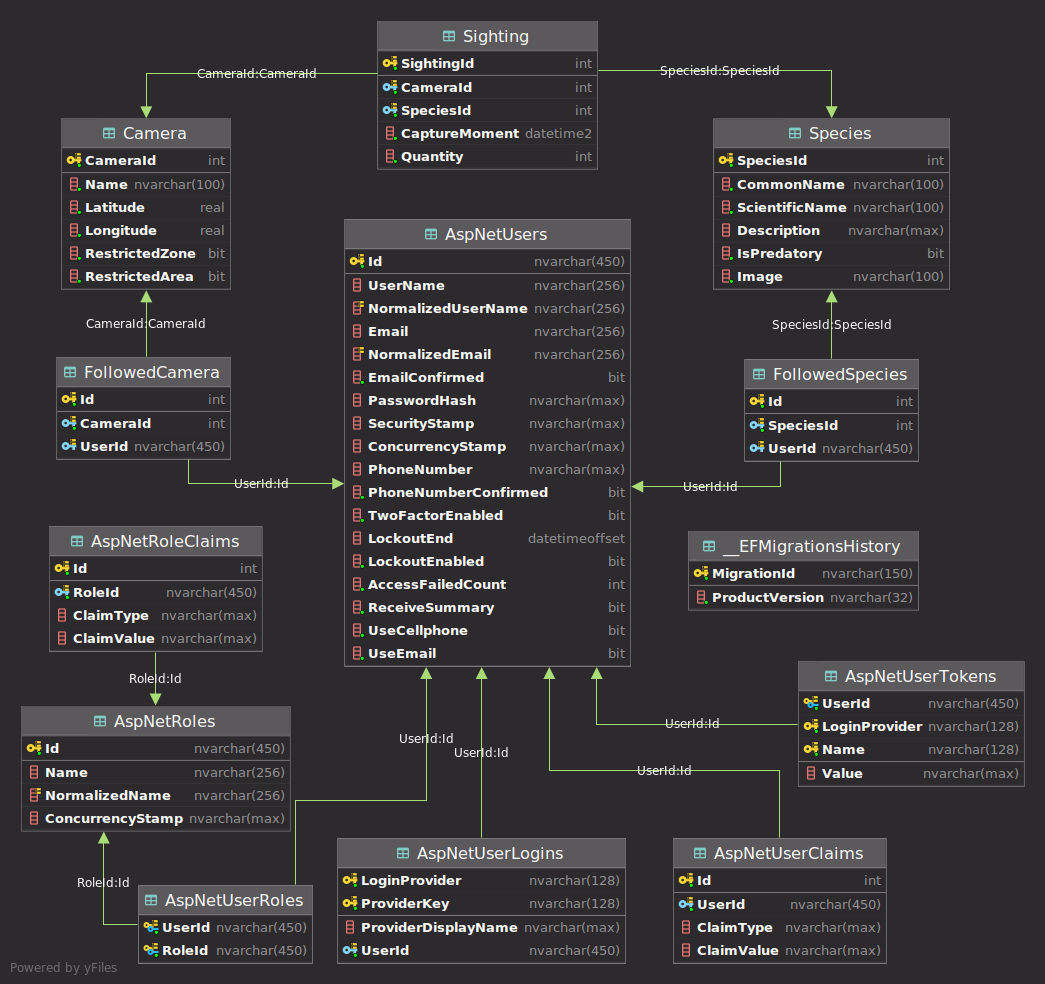 Sighting
SightingId int
CameraId int
SpeciesId int
CaptureMoment datetime2
Quantity int
CameraId:CameraId
SpeciesId:SpeciesId
Camera
CameraId int
Name nvarchar(100)
Latitude real
Longitude real
RestrictedZone bit
RestrictedArea bit
Species
SpeciesId int
CommonName nvarchar(100)
ScientificName nvarchar(100)
Description nvarchar(max)
IsPredatory bit
Image nvarchar(100)
AspNetUsers
Id nvarchar(450)
UserName nvarchar(256)
NormalizedUserName nvarchar(256)
Email nvarchar(256)
NormalizedEmail nvarchar(256)
EmailConfirmed bit
PasswordHash nvarchar(max)
SecurityStamp nvarchar(max)
ConcurrencyStamp nvarchar(max)
PhoneNumber nvarchar(max)
PhoneNumberConfirmed bit
TwoFactorEnabled bit
LockoutEnd datetimeoffset
LockoutEnabled bit
AccessFailedCount int
ReceiveSummary bit
UseCellphone bit
UseEmail bit
CameraId:CameraId
SpeciesId:SpeciesId
FollowedCamera
Id int
CameraId int
UserId nvarchar(450)
FollowedSpecies
Id int
SpeciesId int
UserId nvarchar(450)
UserId:Id
UserId:Id
AspNetRoleClaims
Id int
RoleId nvarchar(450)
ClaimType nvarchar(max)
ClaimValue nvarchar(max)
__EFMigrationsHistory
MigrationId nvarchar(150)
ProductVersion nvarchar(32)
RoleId:Id
AspNetUserTokens
UserId nvarchar(450)
LoginProvider nvarchar(128)
Name nvarchar(128)
Value nvarchar(max)
AspNetRoles
Id nvarchar(450)
Name nvarchar(256)
NormalizedName nvarchar(256)
ConcurrencyStamp nvarchar(max)
UserId:Id
UserId:Id
UserId:Id
UserId:Id
RoleId:Id
AspNetUserRoles
UserId nvarchar(450)
RoleId nvarchar(450)
AspNetUserLogins
LoginProvider nvarchar(128)
ProviderKey nvarchar(128)
ProviderDisplayName nvarchar(max)
UserId nvarchar(450)
AspNetUserClaims
Id int
UserId nvarchar(450)
ClaimType nvarchar(max)
ClaimValue nvarchar(max)
Powered by yFiles